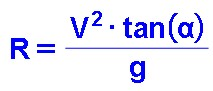 R = V² · tan(α) / g